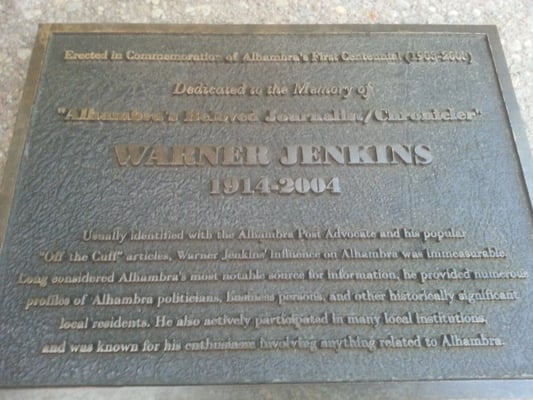 Erected in Commemoration of Alhambra's First Centennial (1903-2003)
Dedicated to the Memory of
"Alhambra's Beloved Journalist/Chronicler"
WARNER JENKINS
1914-2004
Usually identified with the Alhambra Post Advocate and his popular
"Off the Cuff" articles, Warner Jenkins' influence on Alhambra was immeasurable.
Long considered Alhambra's most notable source for information, he provided numerous
profiles of Alhambra politicians, business persons, and other historically significant
local residents. He also actively participated in many local institutions,
and was known for his enthusiasm involving anything related to Alhambra.